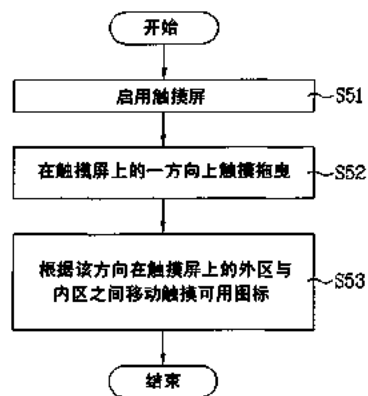 开始
启用触摸屏
S51
在触摸屏上的一方向上触摸拖曳
S52
根据该方向在触摸屏上的外区与
内区之间移动触摸可用图标
S53
结束